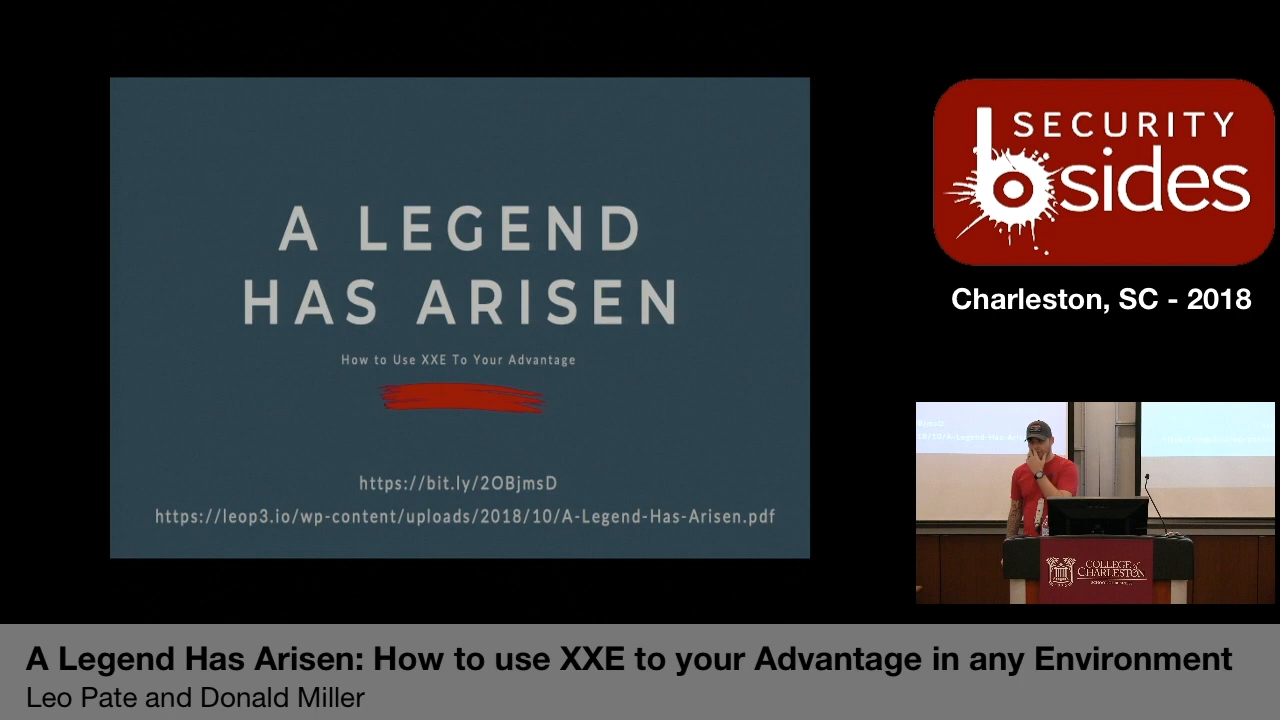 A LEGEND
HAS ARISEN
How to Use XXE To Your Advantage
https://bit.ly/2OBjmsD
https://leop3.io/wp-content/uploads/2018/10/A-Legend-Has-Arisen.pdf
SECURITY
bsides
Charleston, SC - 2018
COLLEGE of
CHARLESTON
A Legend Has Arisen: How to use XXE to your Advantage in any Environment
Leo Pate and Donald Miller